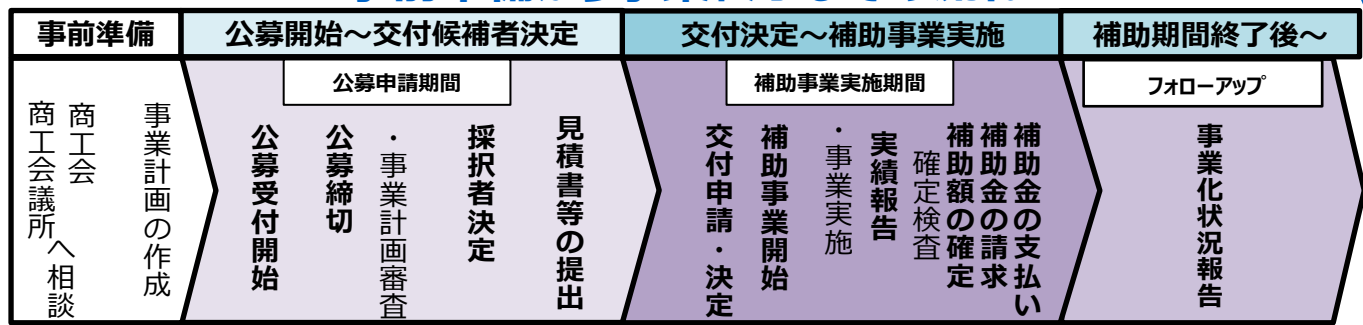 事前準備
公募開始～交付候補者決定
交付決定～補助事業実施
補助期間終了後～
公募申請期間
補助事業実施期間
フォローアップ
商工会議所
商工会
へ相談
事業計画の作成
公募受付開始
公募締切
・事業計画審査
採択者決定
見積書等の提出
交付申請・決定
補助事業開始
・事業実施
実績報告
確定検査
補助額の確定
補助金の請求
補助金の支払い
事業化状況報告